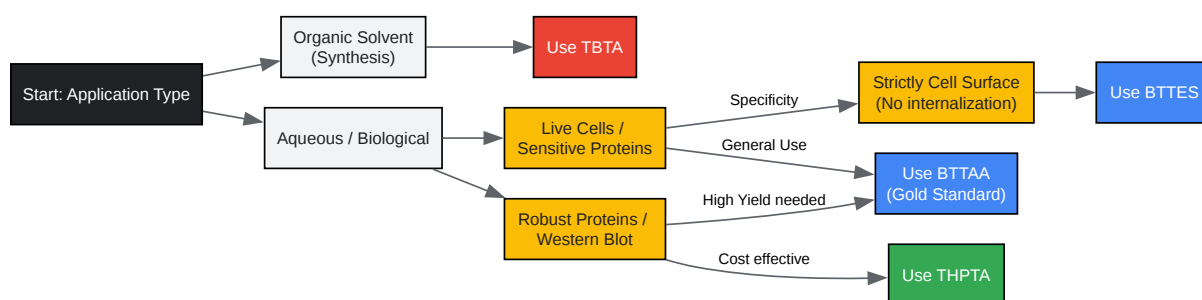 Start: Application Type
Organic Solvent
(Synthesis)
Use TBTA
Aqueous / Biological
Live Cells /
Sensitive Proteins
Specificity
Strictly Cell Surface
(No internalization)
Use BTTES
General Use
Use BTTAA
(Gold Standard)
Robust Proteins /
Western Blot
High Yield needed
Cost effective
Use THPTA